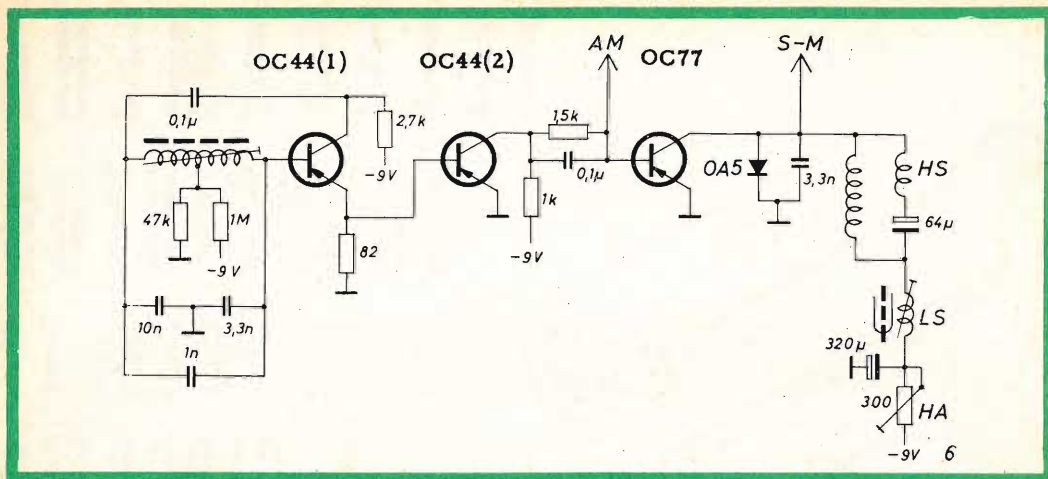 OC44(1)
OC44(2)
AM
OC77
S-M
0,1μ
2,7k
-9V
1,5k
0,1μ
47k
1M
-9V
82
1k
-9V
OA5
3,3n
HS
64μ
10n
3,3n
1n
LS
320μ
300
HA
-9V
6